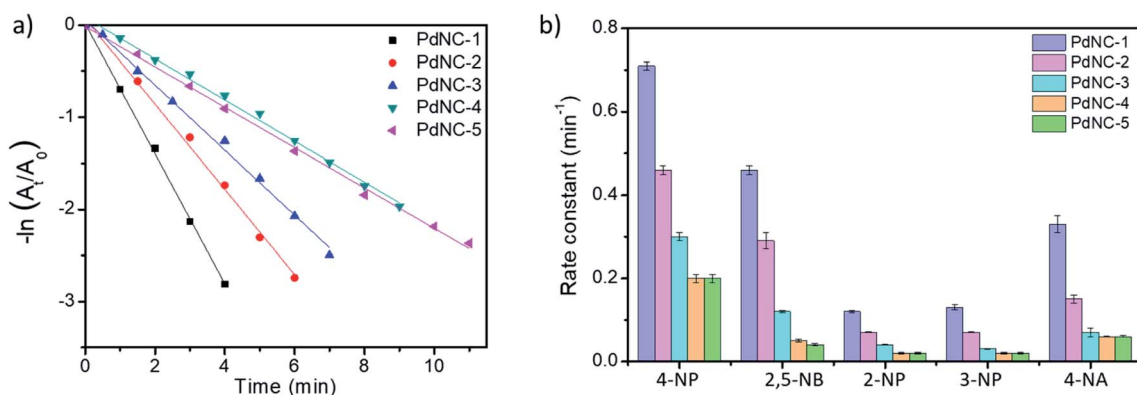 a)
-ln (At/A0)
-0
-1
-2
-3
0
2
4
6
8
10
Time (min)
PdNC-1
PdNC-2
PdNC-3
PdNC-4
PdNC-5
b)
Rate constant (min-1)
0.8
0.6
0.4
0.2
0.0
4-NP
2,5-NB
2-NP
3-NP
4-NA
PdNC-1
PdNC-2
PdNC-3
PdNC-4
PdNC-5